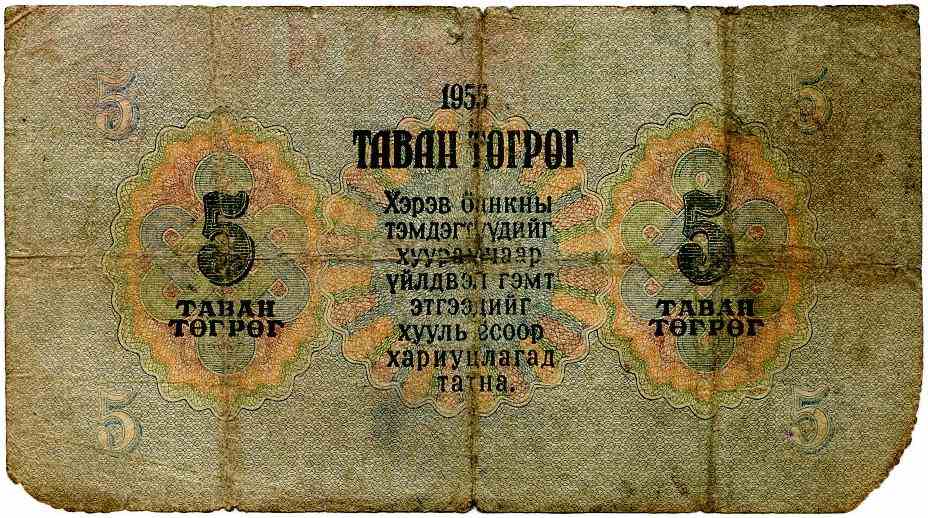 5
5
1955
ТАВАН ТӨГРӨГ
Хэрэв банкны
тэмдэгтүүдийг
хуурамчаар
үйлдвэл гэмт
этгээдийг
хууль ёсоор
хариуцлагад
татна.
5
ТАВАН
ТӨГРӨГ
5
ТАВАН
ТӨГРӨГ
5
5